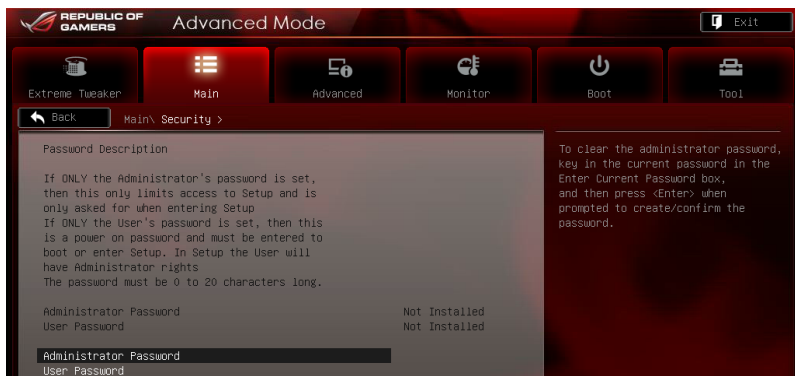 REPUBLIC OF
GAMERS
Advanced Mode
Exit
Extreme Tweaker
Main
Advanced
Monitor
Boot
Tool
Back
Main\ Security >
Password Description
If ONLY the Administrator's password is set,
then this only limits access to Setup and is
only asked for when entering Setup
If ONLY the User's password is set, then this
is a power on password and must be entered to
boot or enter Setup. In Setup the User will
have Administrator rights
The password must be 0 to 20 characters long.
Administrator Password Not Installed
User Password Not Installed
Administrator Password
User Password
To clear the administrator password,
key in the current password in the
Enter Current Password box,
and then press <Enter> when
prompted to create/confirm the
password.